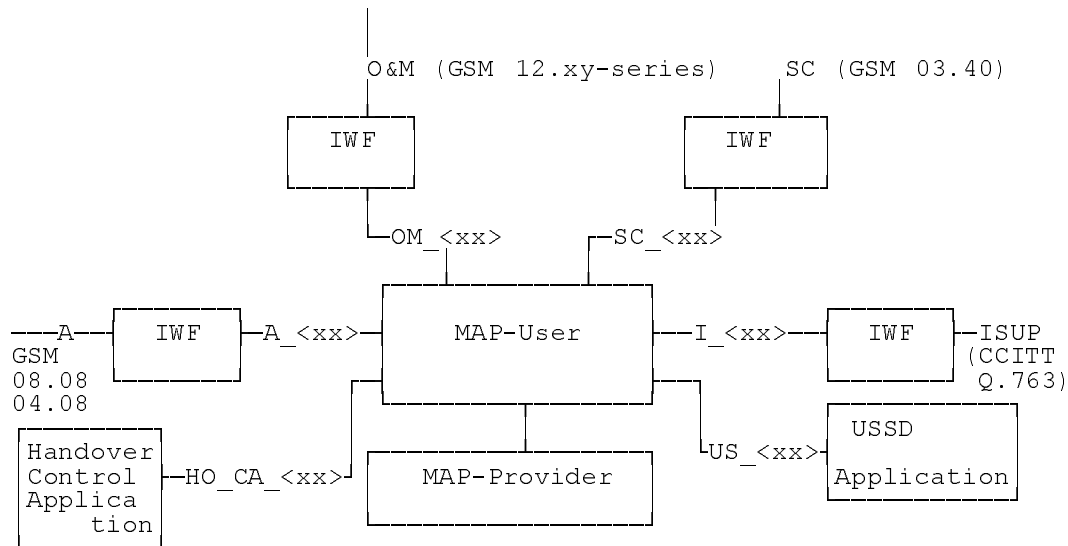 O&M (GSM 12.xy-series) SC (GSM 03.40)
IWF IWF
OM_<xx> SC_<xx>
A IWF A_<xx> MAP-User I_<xx> IWF ISUP
GSM (CCITT
08.08 Q.763)
04.08
USSD
Handover US_<xx>
Control HO_CA_<xx> MAP-Provider Application
Applica
tion